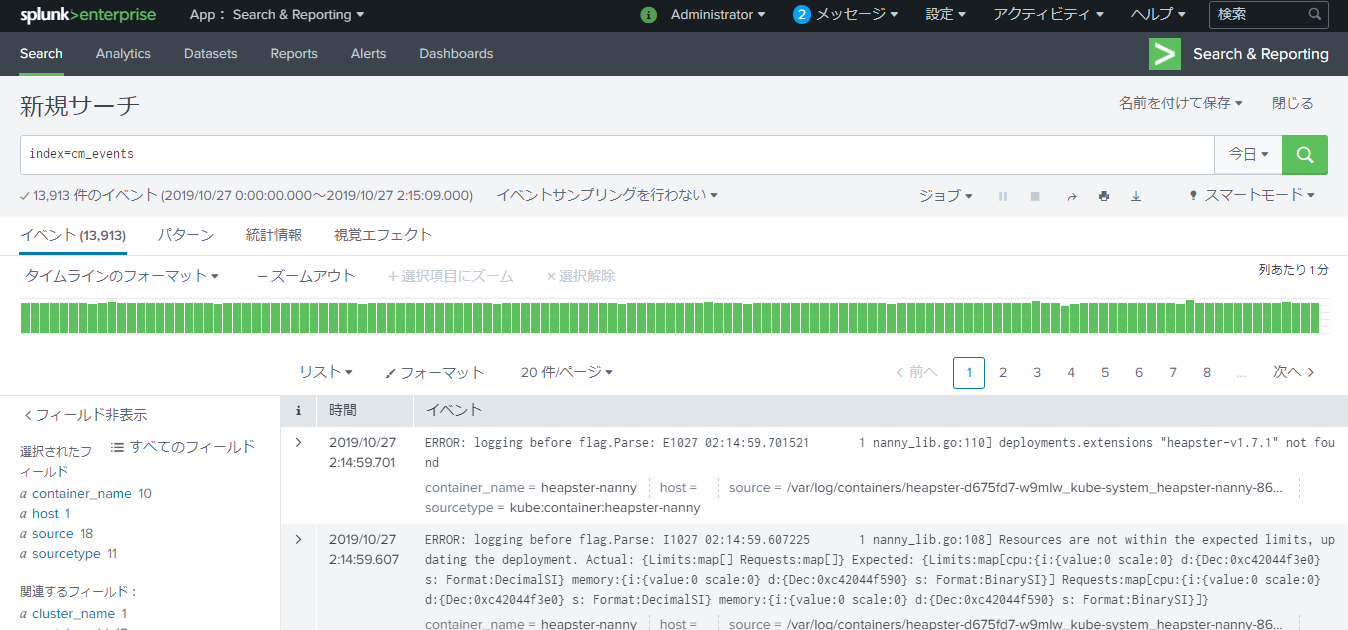 splunk>enterprise App： Search & Reporting i Administrator 2 メッセージ 設定 アクティビティ ヘルプ 検索
Search Analytics Datasets Reports Alerts Dashboards Search & Reporting
新規サーチ 名前を付けて保存 閉じる
index=cm_events 今日
13,913 件のイベント (2019/10/27 0:00:00.000～2019/10/27 2:15:09.000) イベントサンプリングを行わない ジョブ スマートモード
イベント (13,913) パターン 統計情報 視覚エフェクト
タイムラインのフォーマット －ズームアウト ＋選択項目にズーム ×選択解除 列あたり 1 分
リスト フォーマット 20 件/ページ ＜ 前へ 1 2 3 4 5 6 7 8 ... 次へ ＞
＜フィールド非表示
選択されたフィールド すべてのフィールド
a container_name 10
a host 1
a source 18
a sourcetype 11
関連するフィールド：
a cluster_name 1
i 時間 イベント
2019/10/27 ERROR: logging before flag.Parse: E1027 02:14:59.701521 1 nanny_lib.go:110] deployments.extensions "heapster-v1.7.1" not fou
2:14:59.701 nd
container_name = heapster-nanny host = source = /var/log/containers/heapster-d675fd7-w9mlw_kube-system_heapster-nanny-86...
sourcetype = kube:container:heapster-nanny
2019/10/27 ERROR: logging before flag.Parse: I1027 02:14:59.607225 1 nanny_lib.go:108] Resources are not within the expected limits, up
2:14:59.607 dating the deployment. Actual: {Limits:map[] Requests:map[]} Expected: {Limits:map[cpu:{i:{value:0 scale:0} d:{Dec:0xc42044f3e0}
s: Format:DecimalSI} memory:{i:{value:0 scale:0} d:{Dec:0xc42044f590} s: Format:BinarySI}] Requests:map[cpu:{i:{value:0 scale:0}
d:{Dec:0xc42044f3e0} s: Format:DecimalSI} memory:{i:{value:0 scale:0} d:{Dec:0xc42044f590} s: Format:BinarySI}]}
container_name = heapster-nanny host = source = /var/log/containers/heapster-d675fd7-w9mlw_kube-system_heapster-nanny-86...